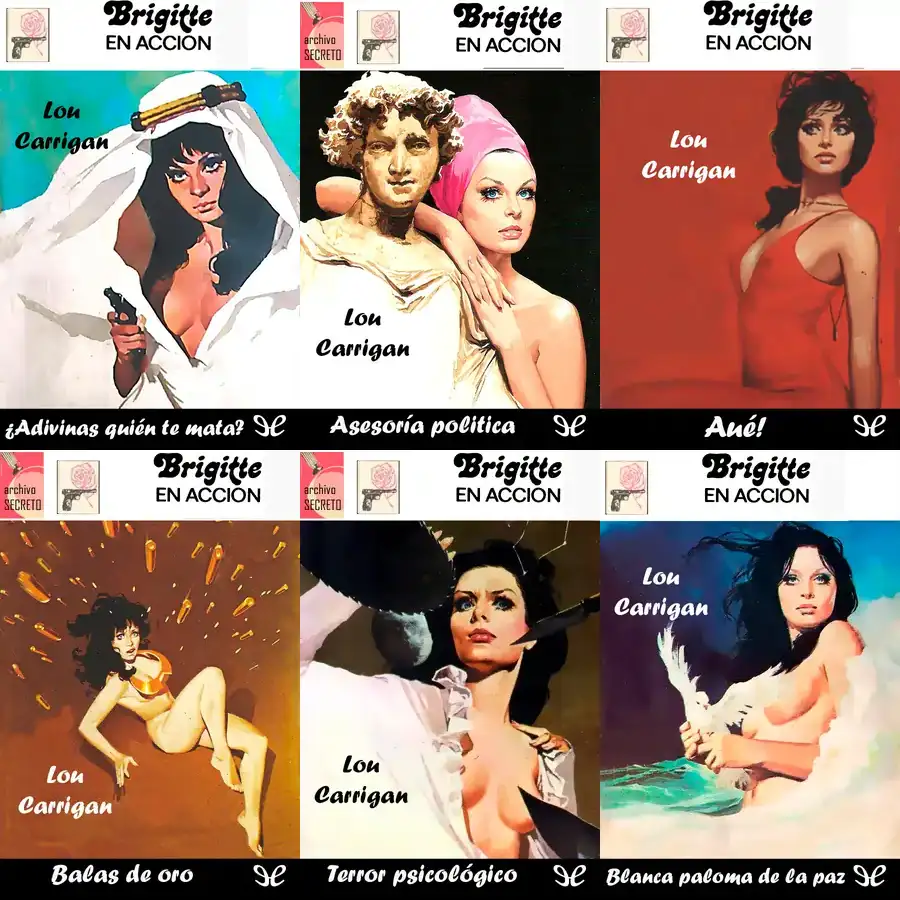 Brigitte
EN ACCION
Lou
Carrigan
¿Adivinas quién te mata?
archivo
SECRETO
Brigitte
EN ACCION
Lou
Carrigan
Asesoría politica
Brigitte
EN ACCION
Lou
Carrigan
Aué!
archivo
SECRETO
Brigitte
EN ACCION
Lou
Carrigan
Balas de oro
archivo
SECRETO
Brigitte
EN ACCION
Lou
Carrigan
Terror psicológico
Brigitte
EN ACCION
Lou
Carrigan
Blanca paloma de la paz